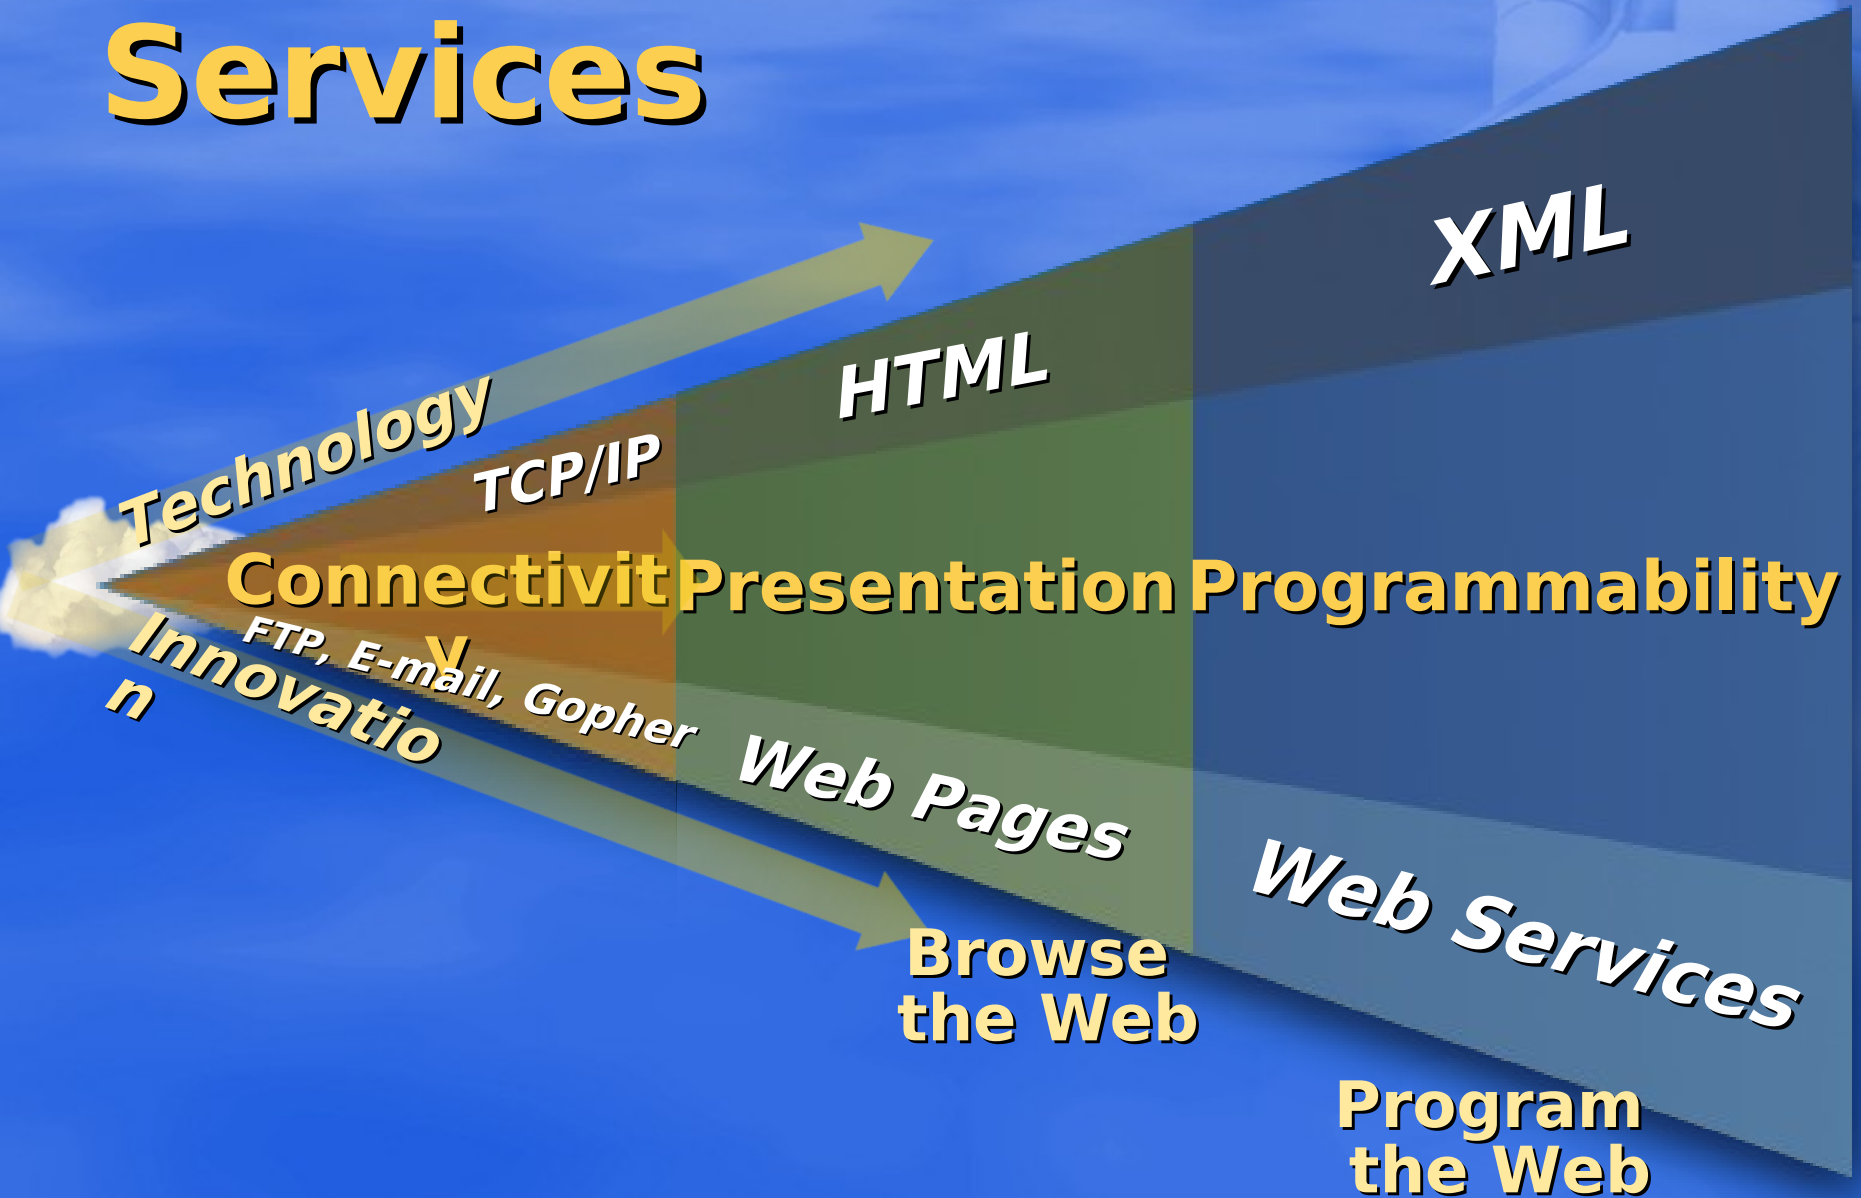 Services
Technology
TCP/IP
HTML
XML
Connectivit
y
Presentation
Programmability
Innovatio
n
FTP, E-mail, Gopher
Web Pages
Web Services
Browse
the Web
Program
the Web